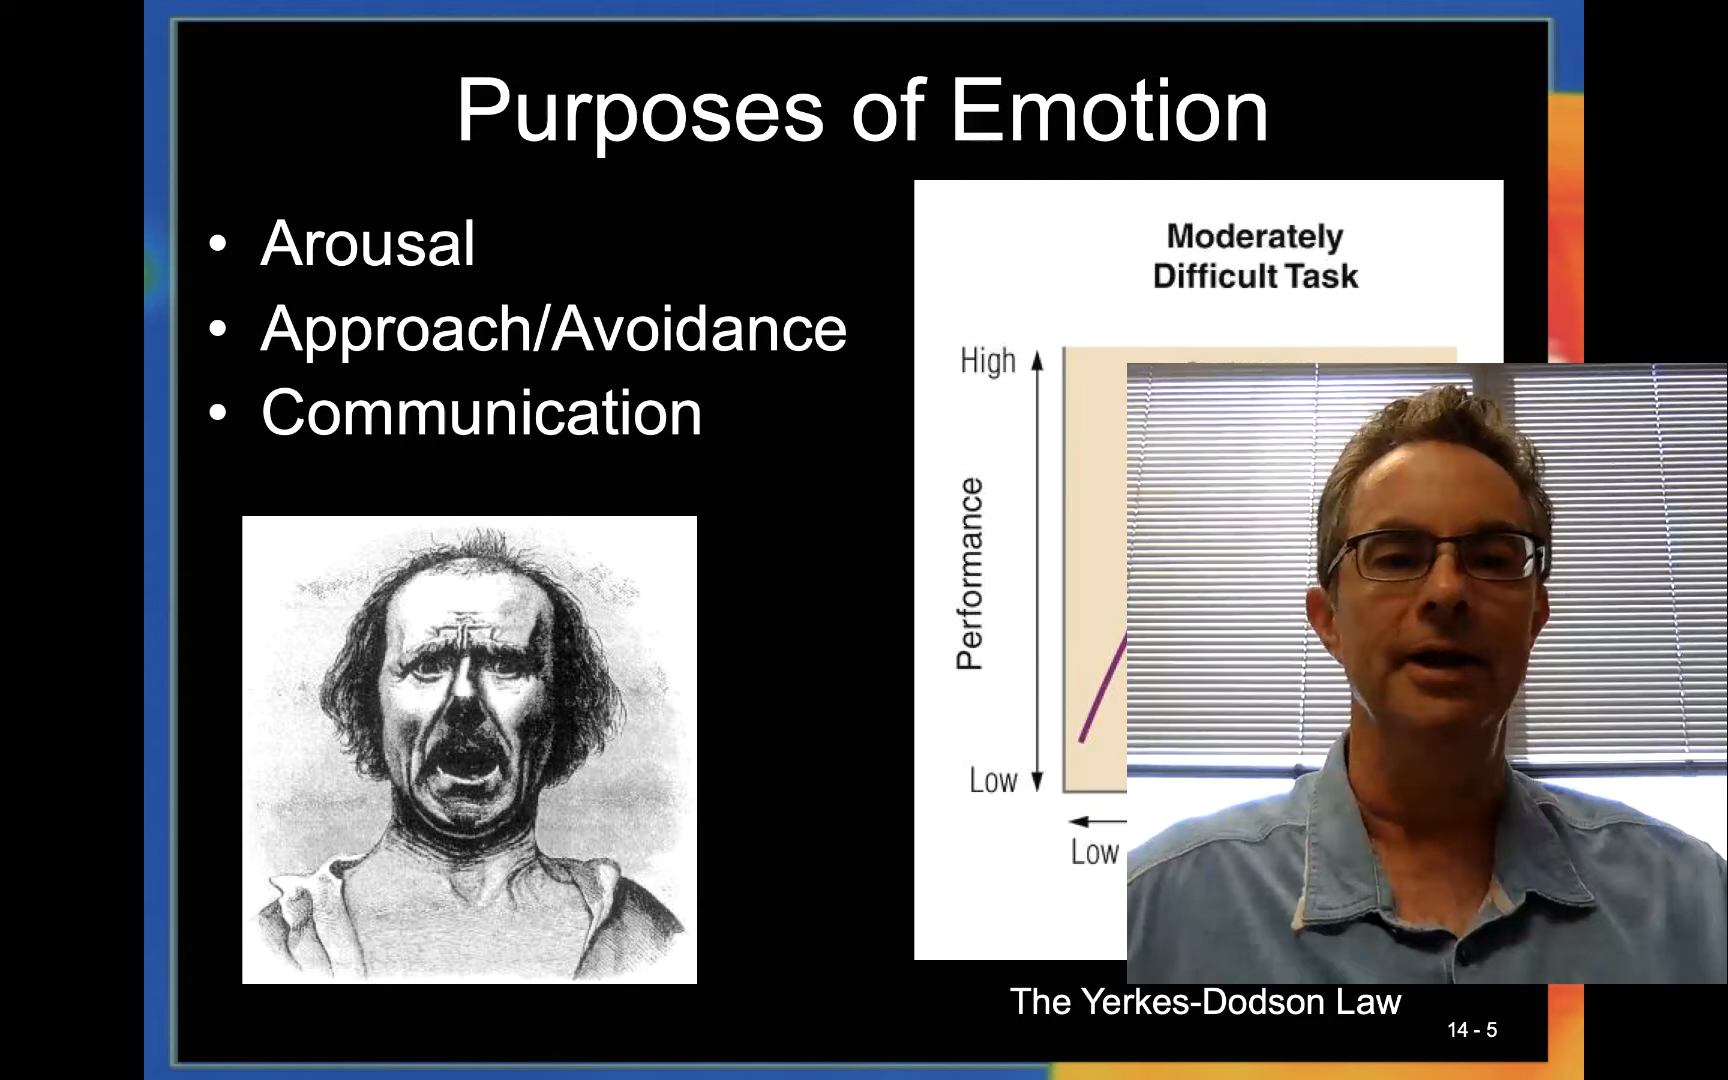 Purposes of Emotion
• Arousal
• Approach/Avoidance
• Communication
Moderately
Difficult Task
High
Performance
Low
Low
The Yerkes-Dodson Law
14 - 5